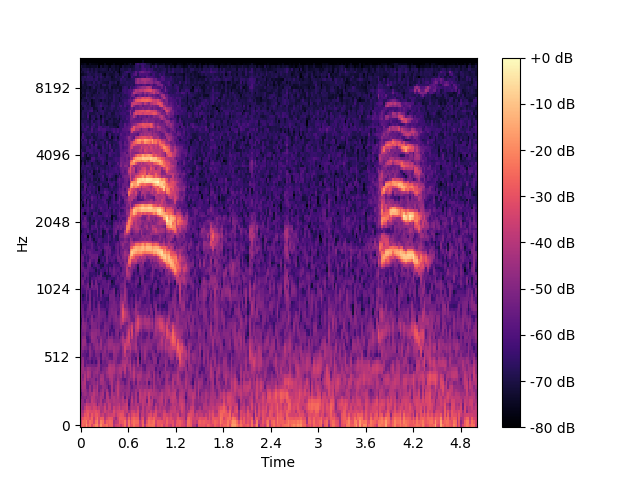 +0 dB
8192
-10 dB
4096
-20 dB
-30 dB
2048
Hz
-40 dB
1024
-50 dB
-60 dB
512
-70 dB
0
-80 dB
0 0.6 1.2 1.8 2.4 3 3.6 4.2 4.8
Time